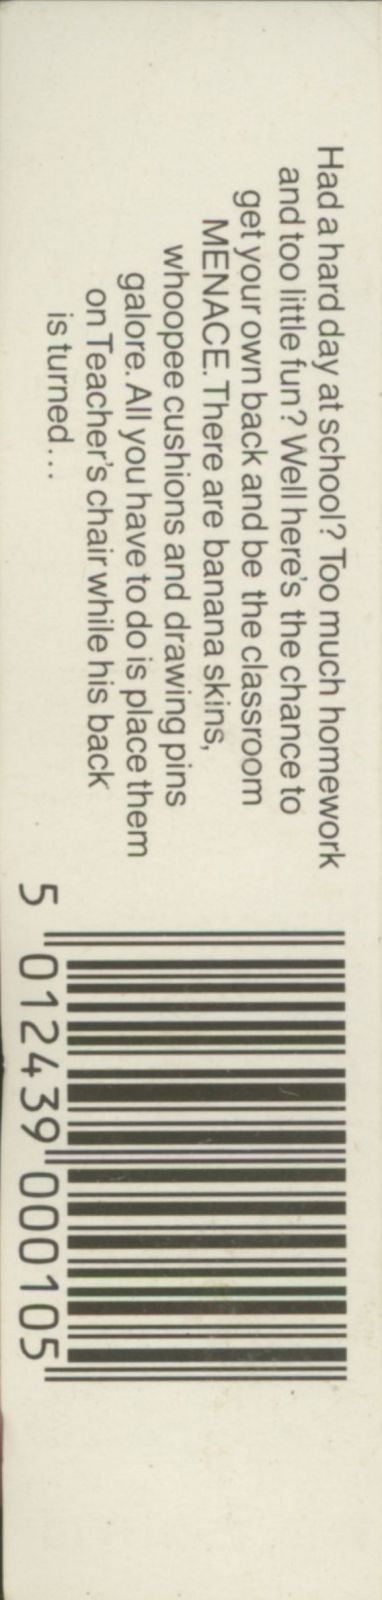 Had a hard day at school? Too much homework
and too little fun? Well here's the chance to
get your own back and be the classroom
MENACE. There are banana skins,
whoopee cushions and drawing pins
galore. All you have to do is place them
on Teacher's chair while his back
is turned...
5 012439 000105